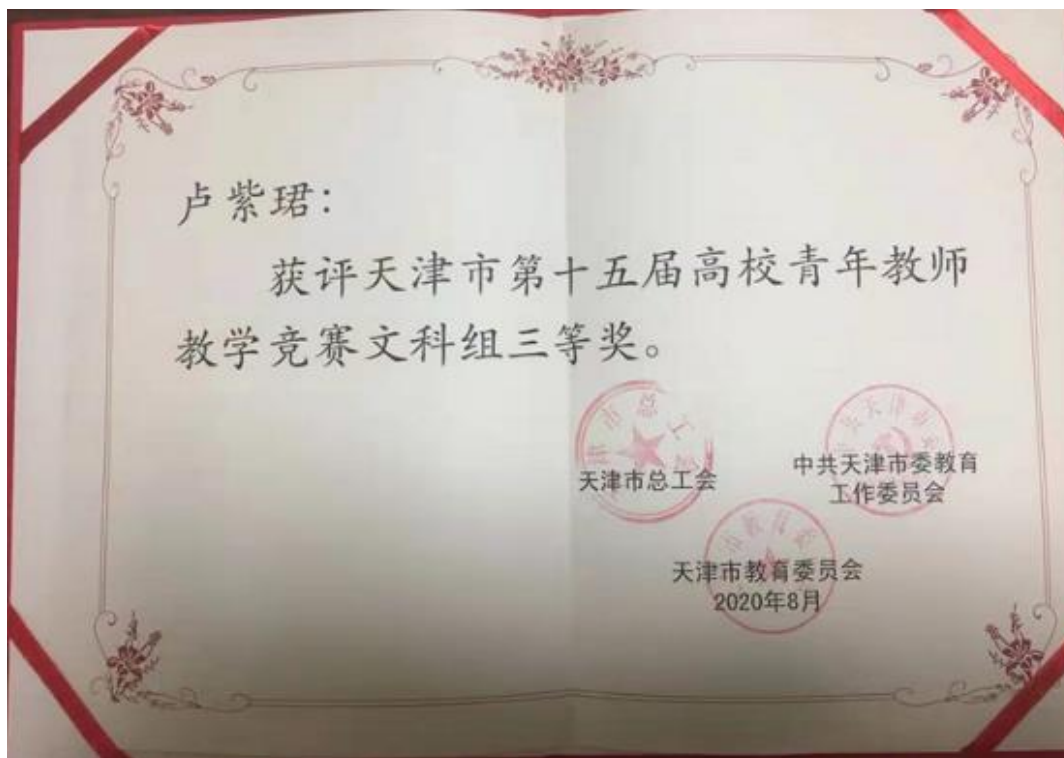 卢紫珺：
获评天津市第十五届高校青年教师
教学竞赛文科组三等奖。
天津市总工会
中共天津市委教育
工作委员会
天津市教育委员会
2020年8月